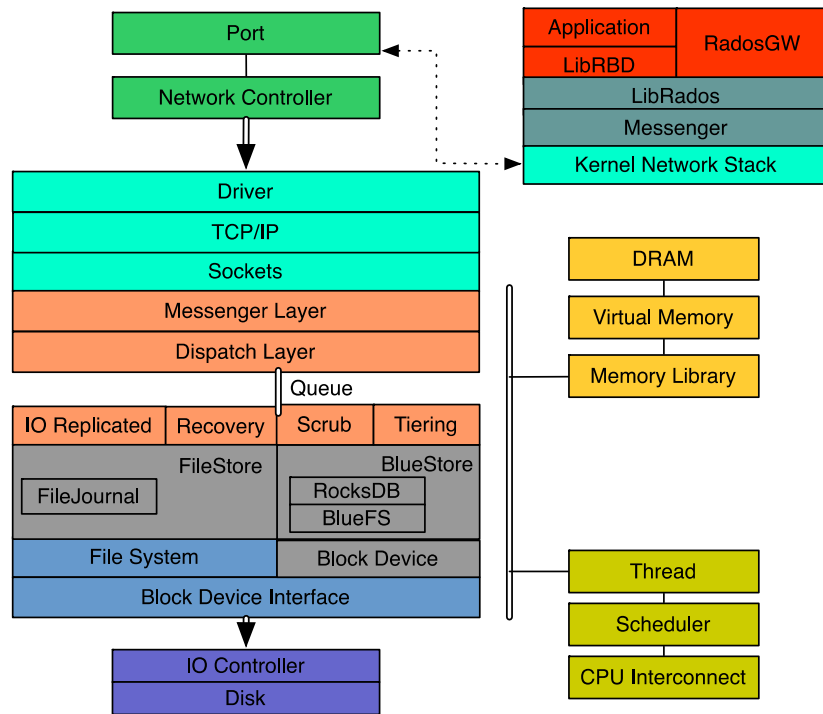 Port
Network Controller
Driver
TCP/IP
Sockets
Messenger Layer
Dispatch Layer
Queue
IO Replicated
Recovery
Scrub
Tiering
FileStore
FileJournal
BlueStore
RocksDB
BlueFS
File System
Block Device
Block Device Interface
IO Controller
Disk
Application
RadosGW
LibRBD
LibRados
Messenger
Kernel Network Stack
DRAM
Virtual Memory
Memory Library
Thread
Scheduler
CPU Interconnect